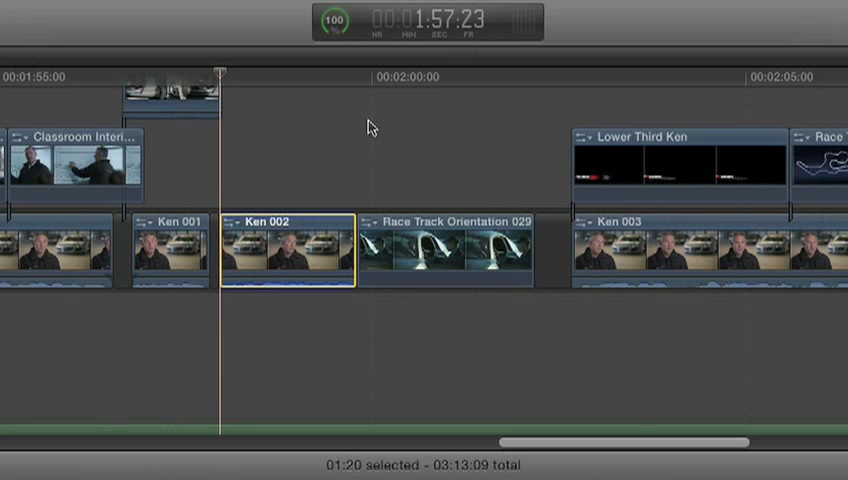 100
%
00:01:57:23
HR MIN SEC FR
00:01:55:00
00:02:00:00
00:02:05:00
Classroom Interi...
Lower Third Ken
Race
Ken 001
Ken 002
Race Track Orientation 029
Ken 003
01:20 selected - 03:13:09 total